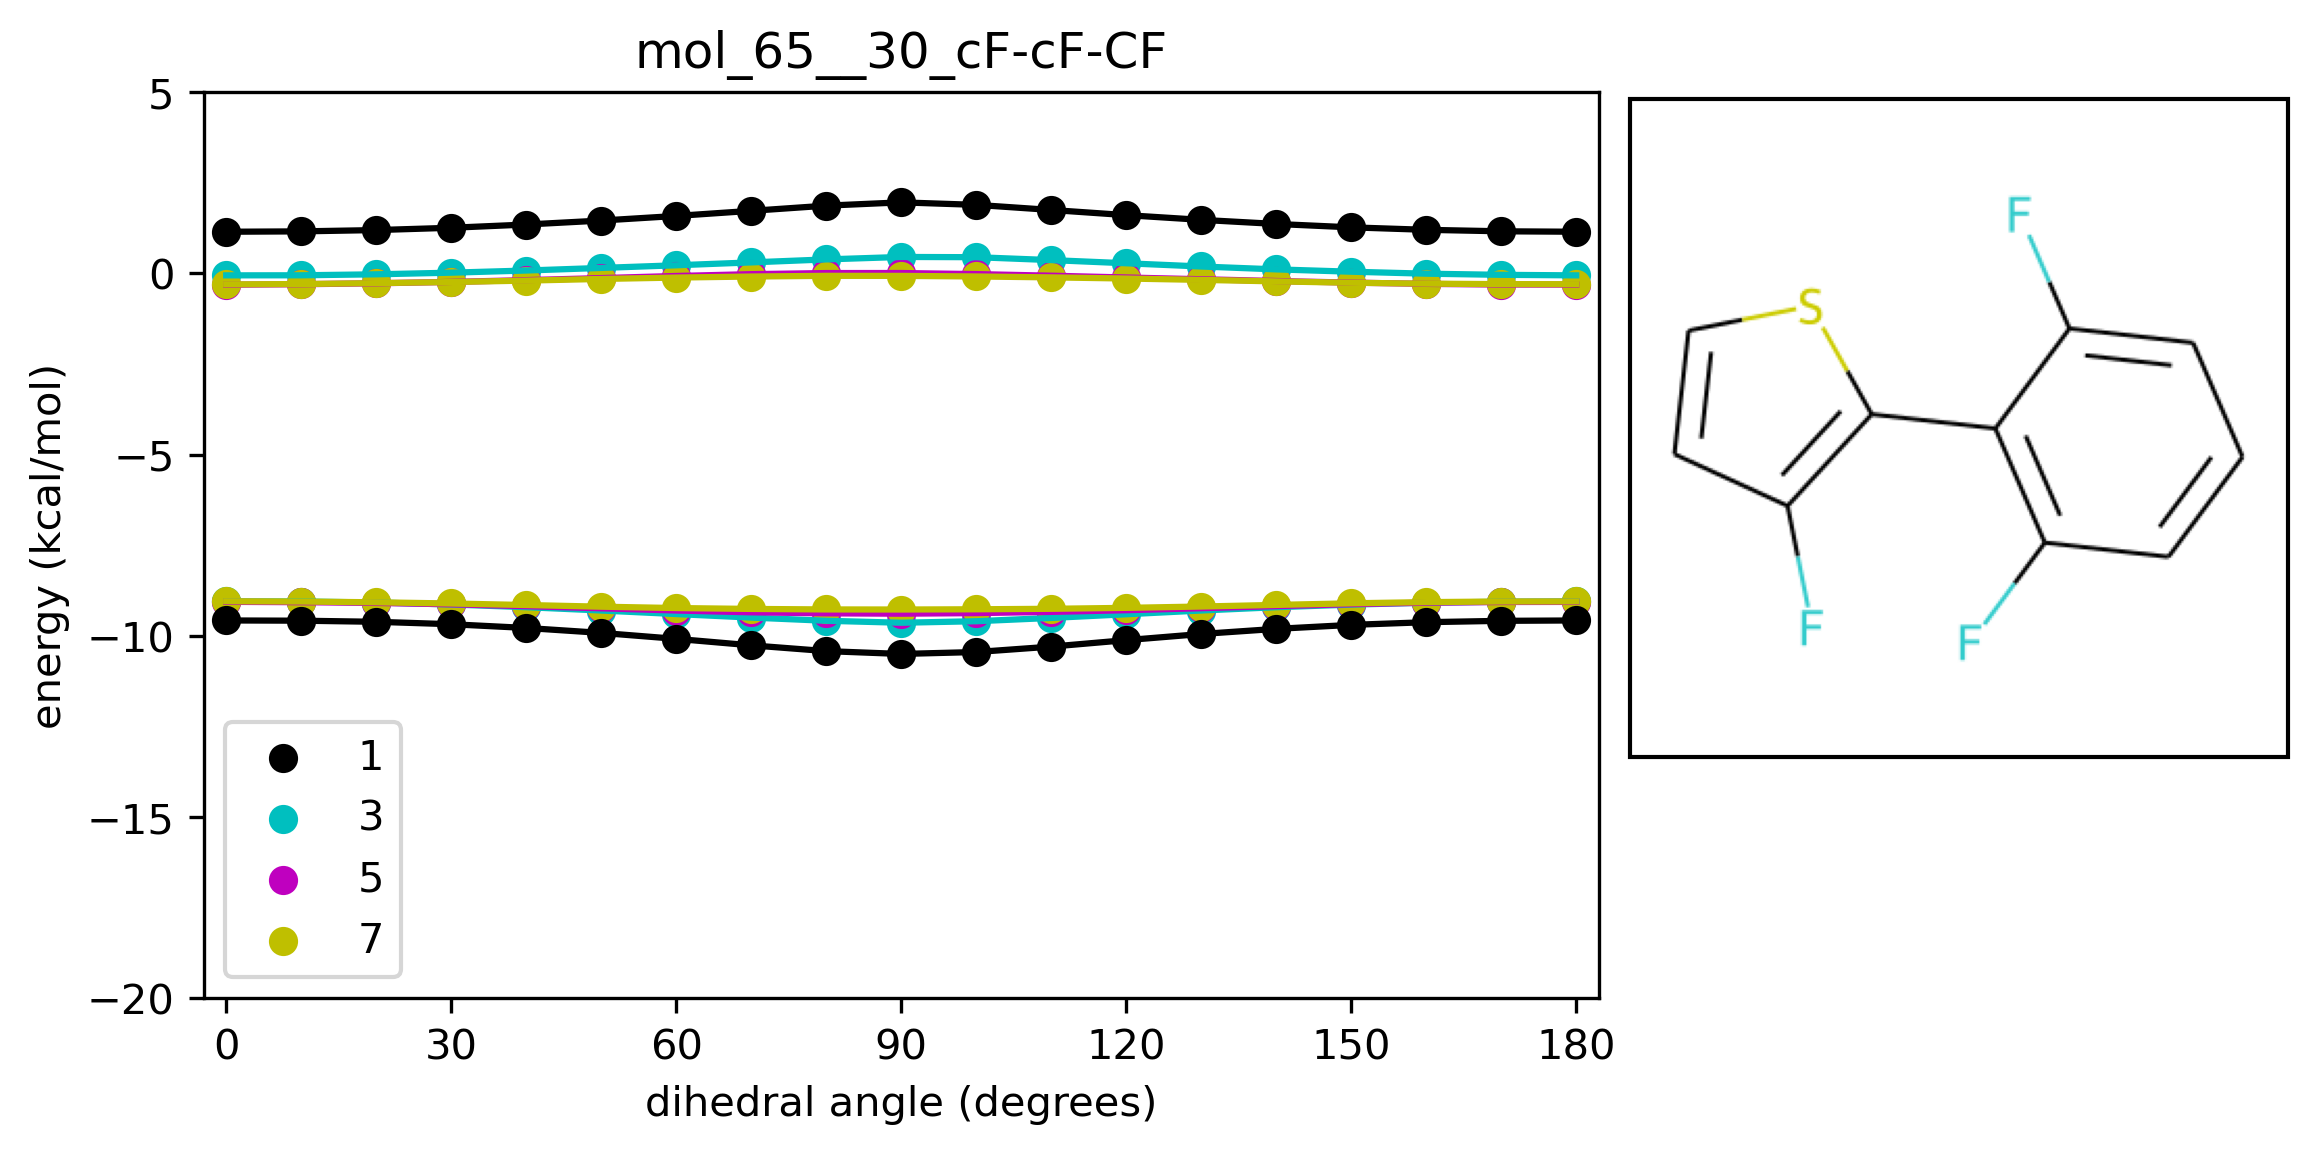 mol_65__30_cF-cF-CF
energy (kcal/mol)
5
0
−5
−10
−15
−20
0 30 60 90 120 150 180
dihedral angle (degrees)
1
3
5
7
F
S
F
F